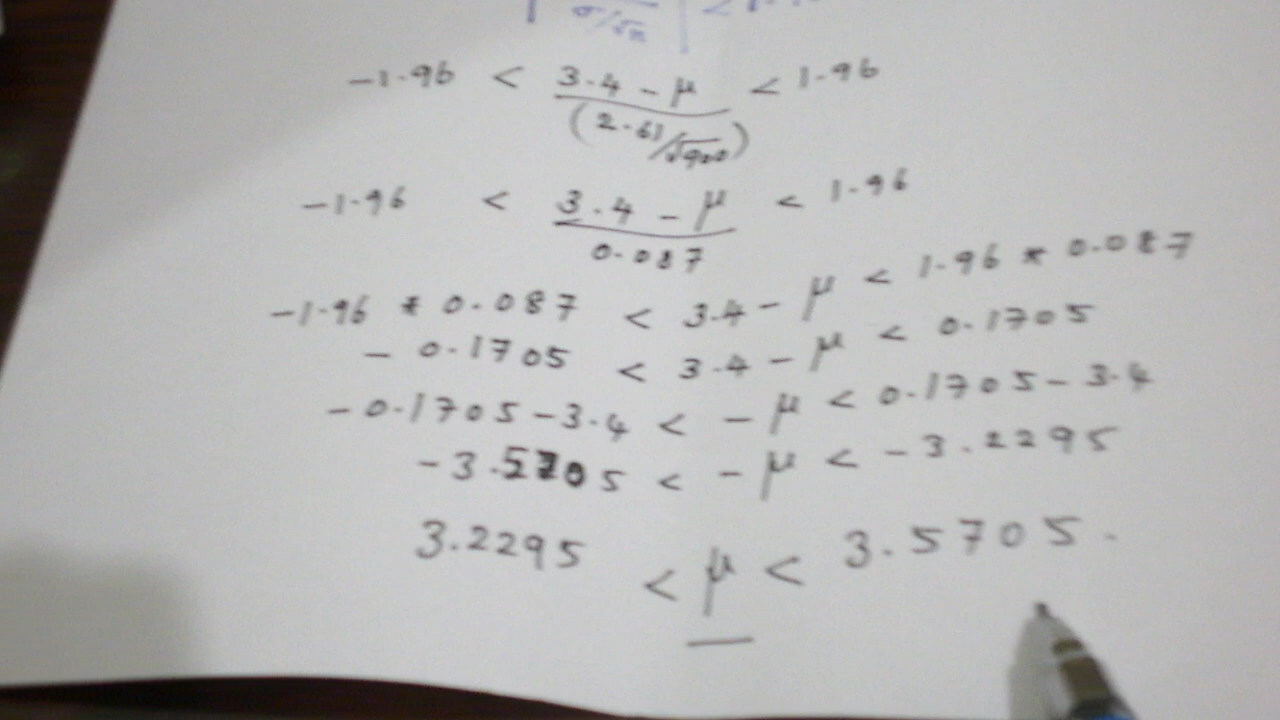 σ/√n <
-1.96 < 3.4 - μ / (2.61/√900) < 1.96
-1.96 < 3.4 - μ / 0.087 < 1.96
-1.96 * 0.087 < 3.4 - μ < 1.96 * 0.087
- 0.1705 < 3.4 - μ < 0.1705
-0.1705-3.4 < - μ < 0.1705-3.4
-3.5705 < - μ < -3.2295
3.2295 < μ < 3.5705.